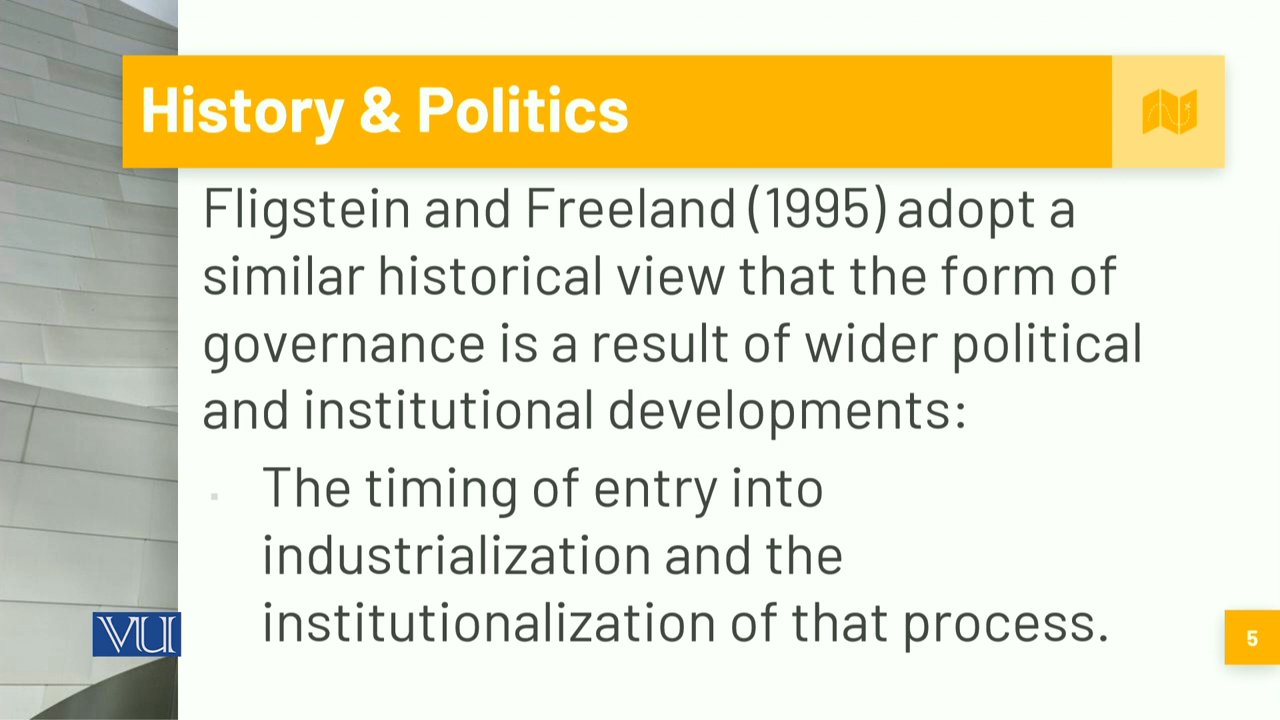 History & Politics
Fligstein and Freeland (1995) adopt a
similar historical view that the form of
governance is a result of wider political
and institutional developments:
The timing of entry into
industrialization and the
institutionalization of that process.
VU
5